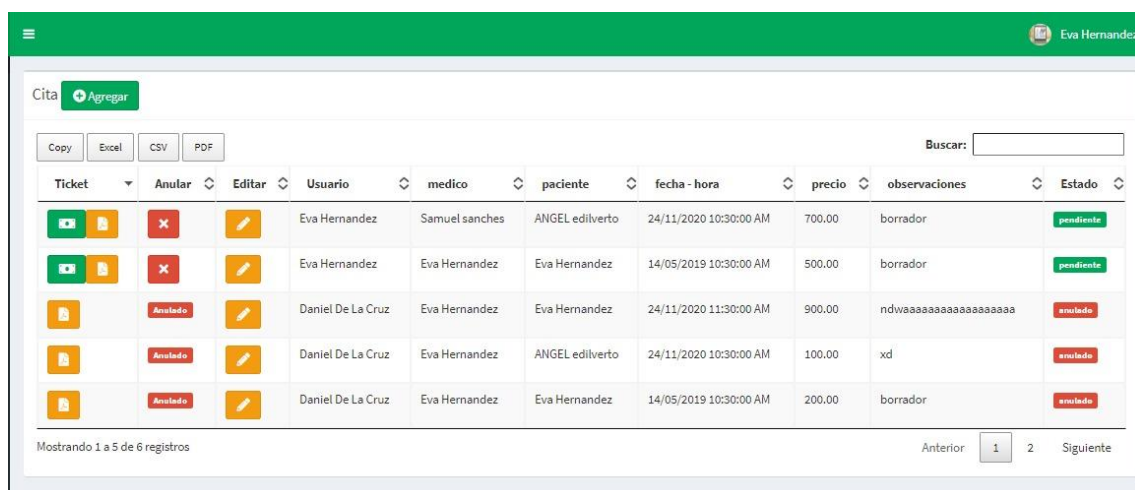 Eva Hernandez
Cita Agregar
Copy Excel CSV PDF Buscar:
Ticket Anular Editar Usuario medico paciente fecha - hora precio observaciones Estado
Eva Hernandez Samuel sanches ANGEL edilverto 24/11/2020 10:30:00 AM 700.00 borrador pendiente
Eva Hernandez Eva Hernandez Eva Hernandez 14/05/2019 10:30:00 AM 500.00 borrador pendiente
Anulado Daniel De La Cruz Eva Hernandez Eva Hernandez 24/11/2020 11:30:00 AM 900.00 ndwaaaaaaaaaaaaaaaaaaa anulado
Anulado Daniel De La Cruz Eva Hernandez ANGEL edilverto 24/11/2020 10:30:00 AM 100.00 xd anulado
Anulado Daniel De La Cruz Eva Hernandez Eva Hernandez 14/05/2019 10:30:00 AM 200.00 borrador anulado
Mostrando 1 a 5 de 6 registros Anterior 1 2 Siguiente